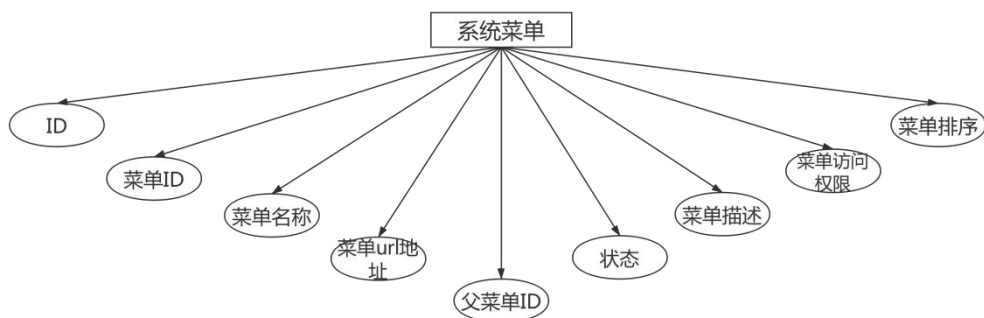 系统菜单
ID
菜单ID
菜单名称
菜单url地
址
父菜单ID
状态
菜单描述
菜单访问
权限
菜单排序